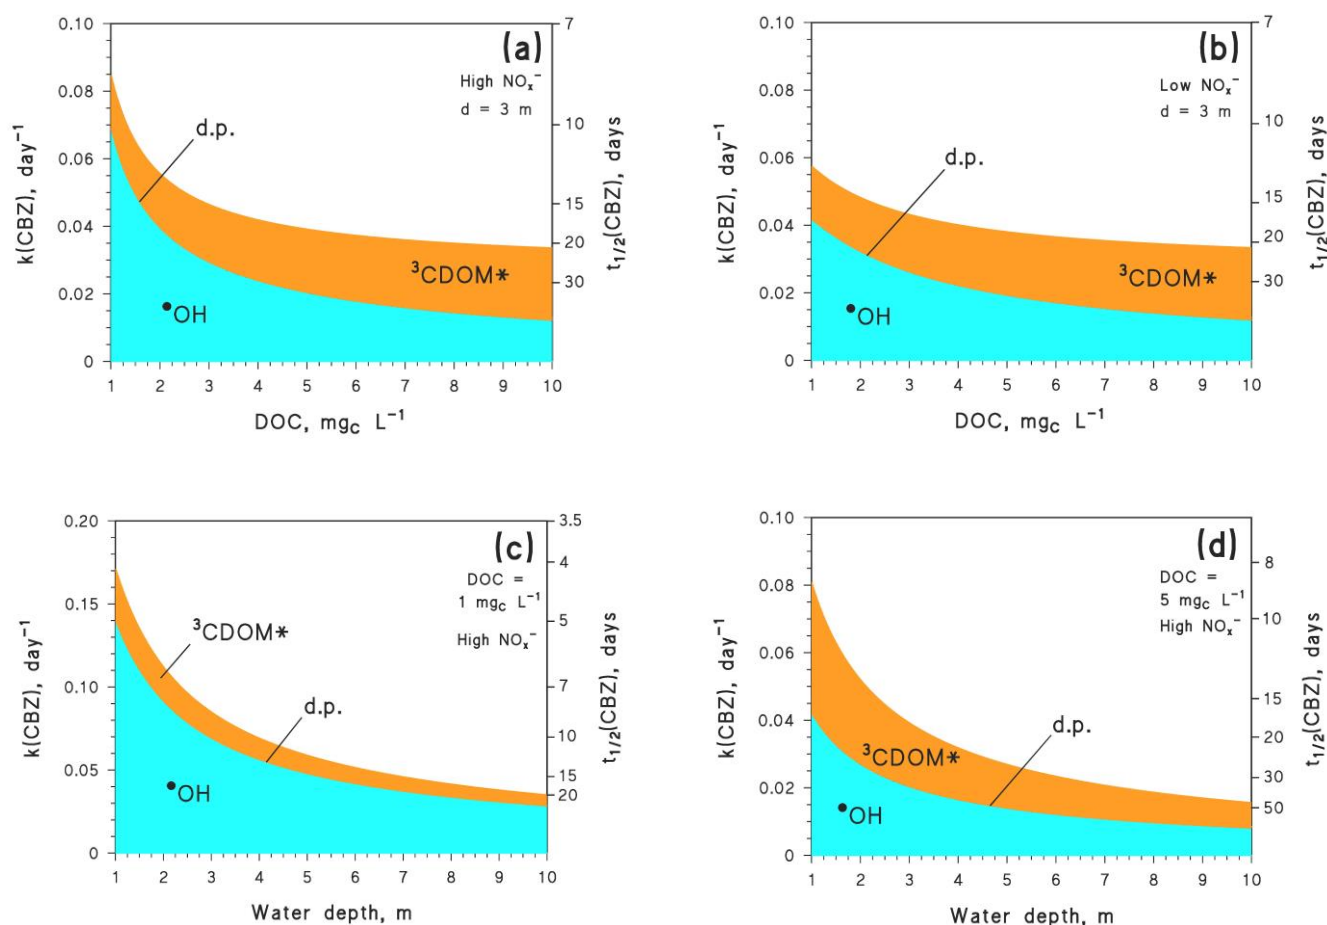 (a)
High NOₓ⁻
d = 3 m
d.p.
³CDOM*
•OH
k(CBZ), day⁻¹
0.10
0.08
0.06
0.04
0.02
0
7
10
15
20
30
t₁/₂(CBZ), days
1 2 3 4 5 6 7 8 9 10
DOC, mg_C L⁻¹
(b)
Low NOₓ⁻
d = 3 m
d.p.
³CDOM*
•OH
k(CBZ), day⁻¹
0.10
0.08
0.06
0.04
0.02
0
7
10
15
20
30
t₁/₂(CBZ), days
1 2 3 4 5 6 7 8 9 10
DOC, mg_C L⁻¹
(c)
DOC =
1 mg_C L⁻¹
High NOₓ⁻
³CDOM*
d.p.
•OH
k(CBZ), day⁻¹
0.20
0.15
0.10
0.05
0
3.5
4
5
7
10
15
20
t₁/₂(CBZ), days
1 2 3 4 5 6 7 8 9 10
Water depth, m
(d)
DOC =
5 mg_C L⁻¹
High NOₓ⁻
d.p.
³CDOM*
•OH
k(CBZ), day⁻¹
0.10
0.08
0.06
0.04
0.02
0
8
10
15
20
30
50
t₁/₂(CBZ), days
1 2 3 4 5 6 7 8 9 10
Water depth, m